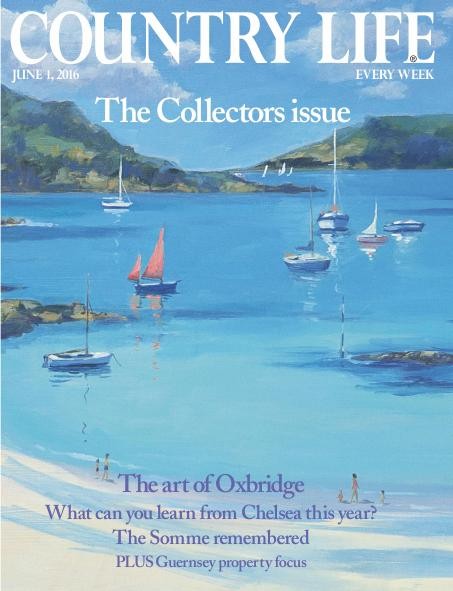 COUNTRY LIFE®
JUNE 1, 2016 EVERY WEEK
The Collectors issue
The art of Oxbridge
What can you learn from Chelsea this year?
The Somme remembered
PLUS Guernsey property focus